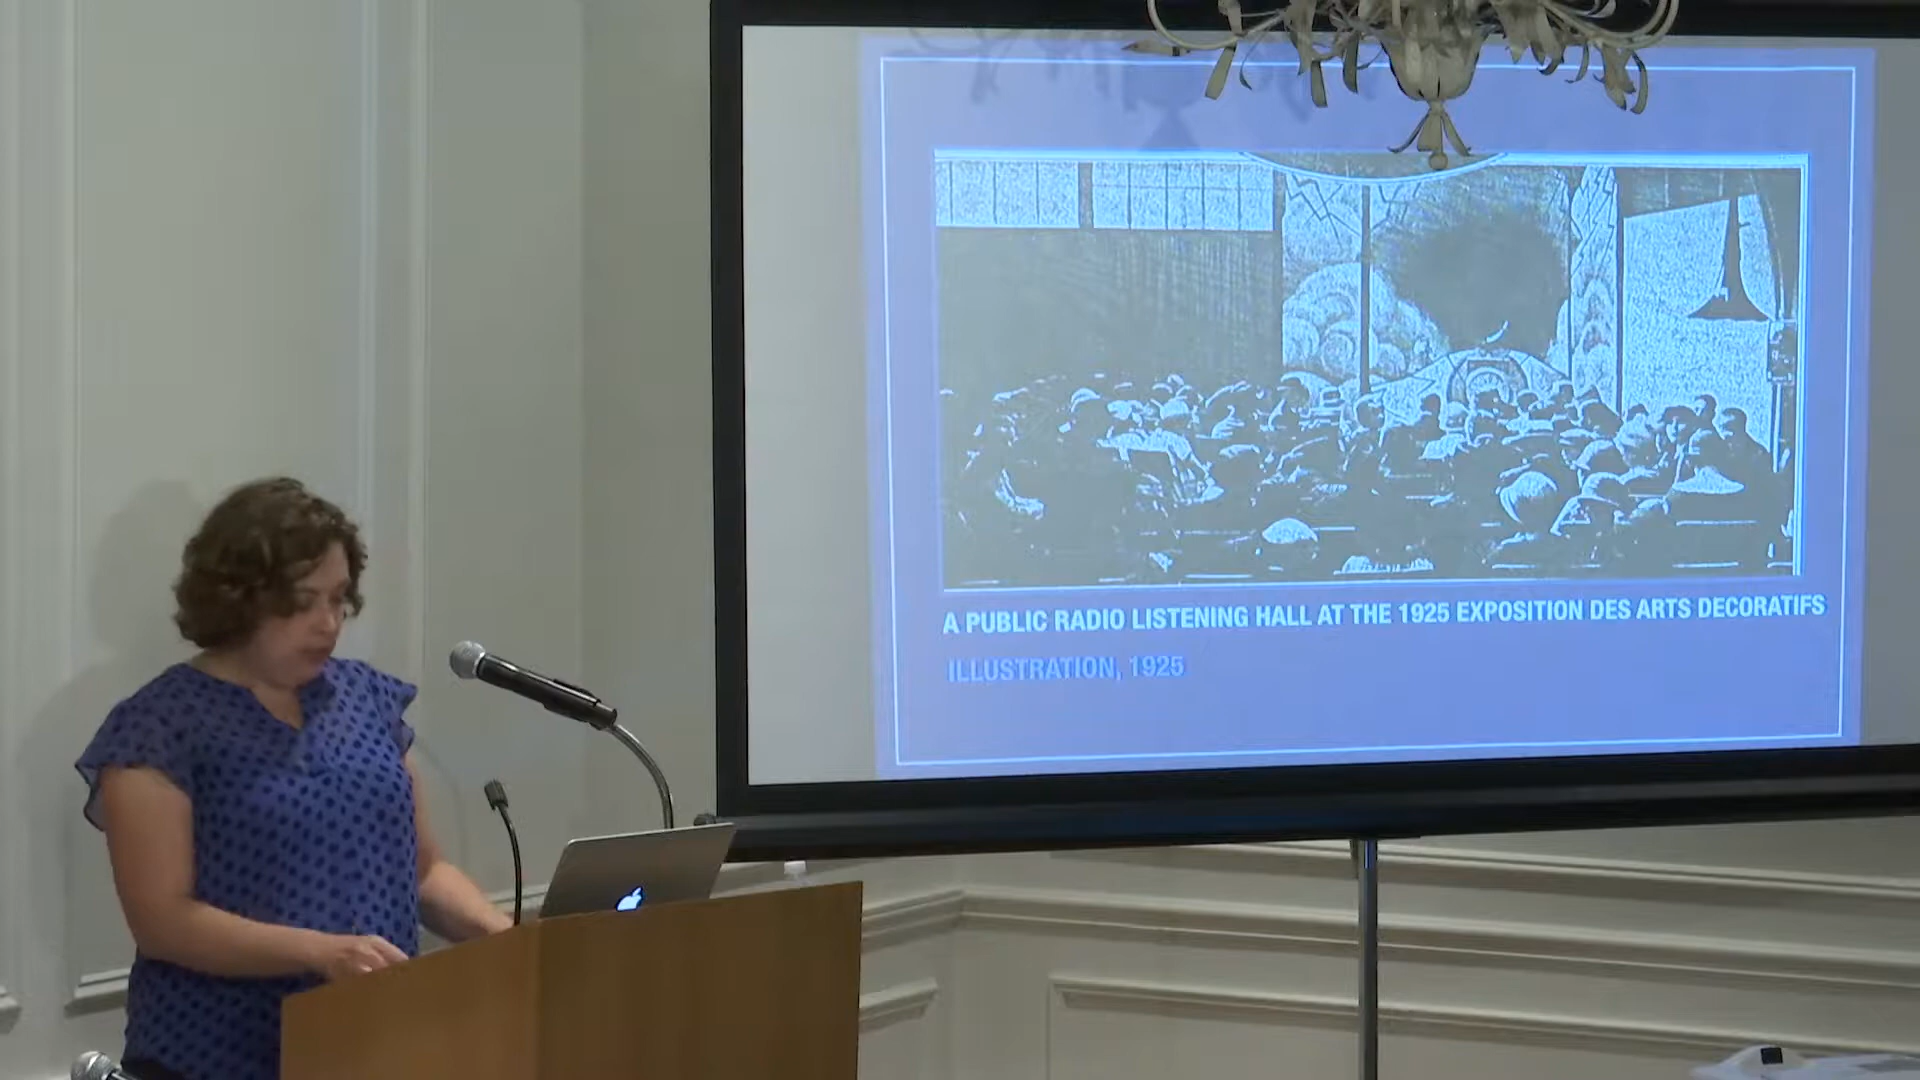 A PUBLIC RADIO LISTENING HALL AT THE 1925 EXPOSITION DES ARTS DECORATIFS
ILLUSTRATION, 1925